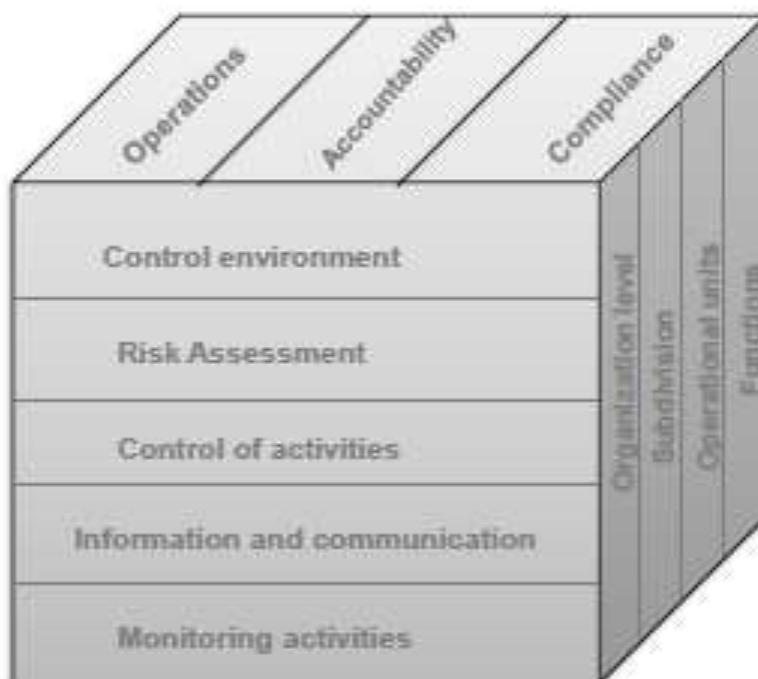 Operations
Accountability
Compliance
Control environment
Risk Assessment
Control of activities
Information and communication
Monitoring activities
Organization level
Subdivision
Operational units
Functions